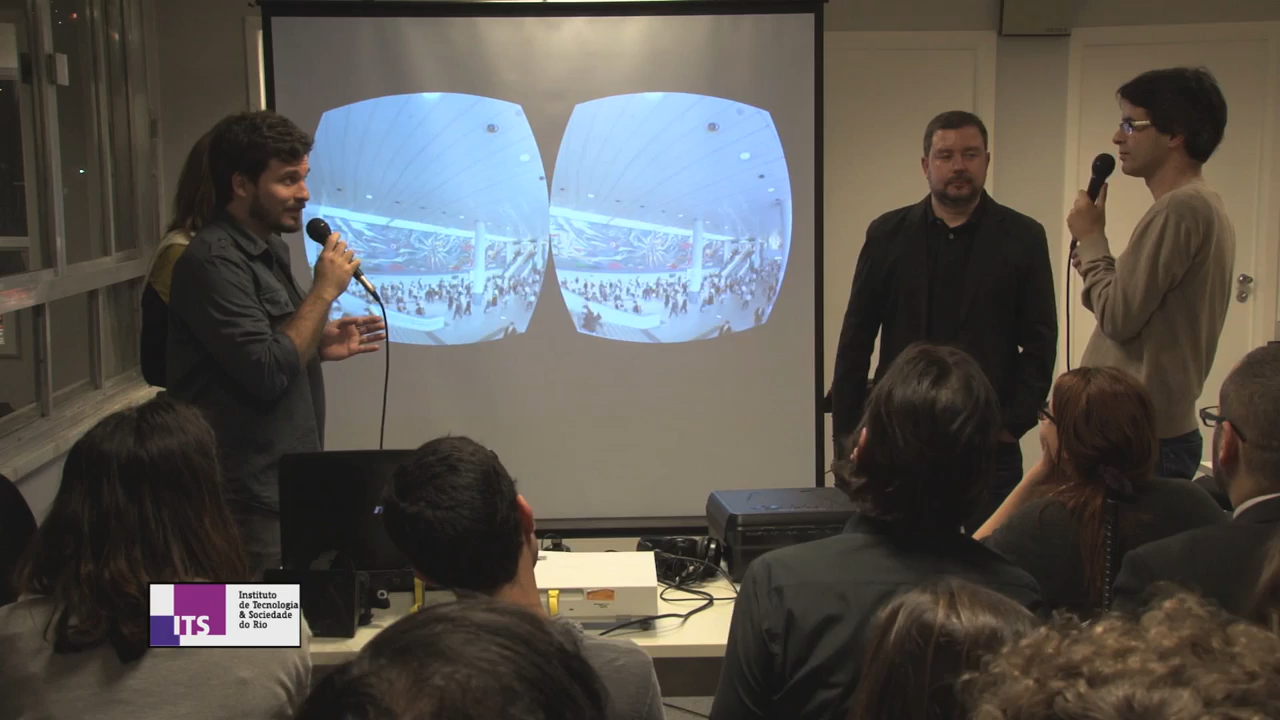 ITS
Instituto
de Tecnologia
& Sociedade
do Rio